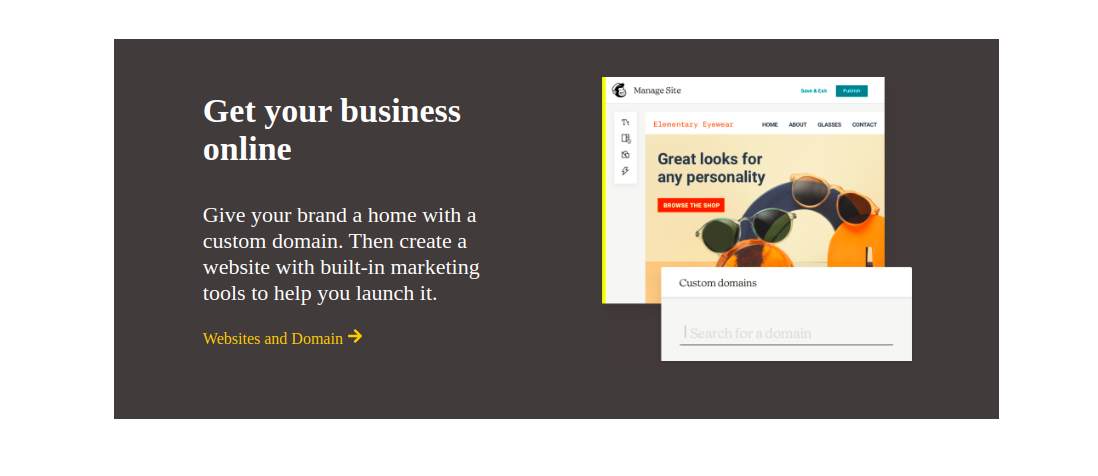 Get your business
online
Give your brand a home with a
custom domain. Then create a
website with built-in marketing
tools to help you launch it.
Websites and Domain
Manage Site
Save & Exit
Publish
Tt
Elementary Eyewear
HOME ABOUT GLASSES CONTACT
Great looks for
any personality
BROWSE THE SHOP
Custom domains
Search for a domain